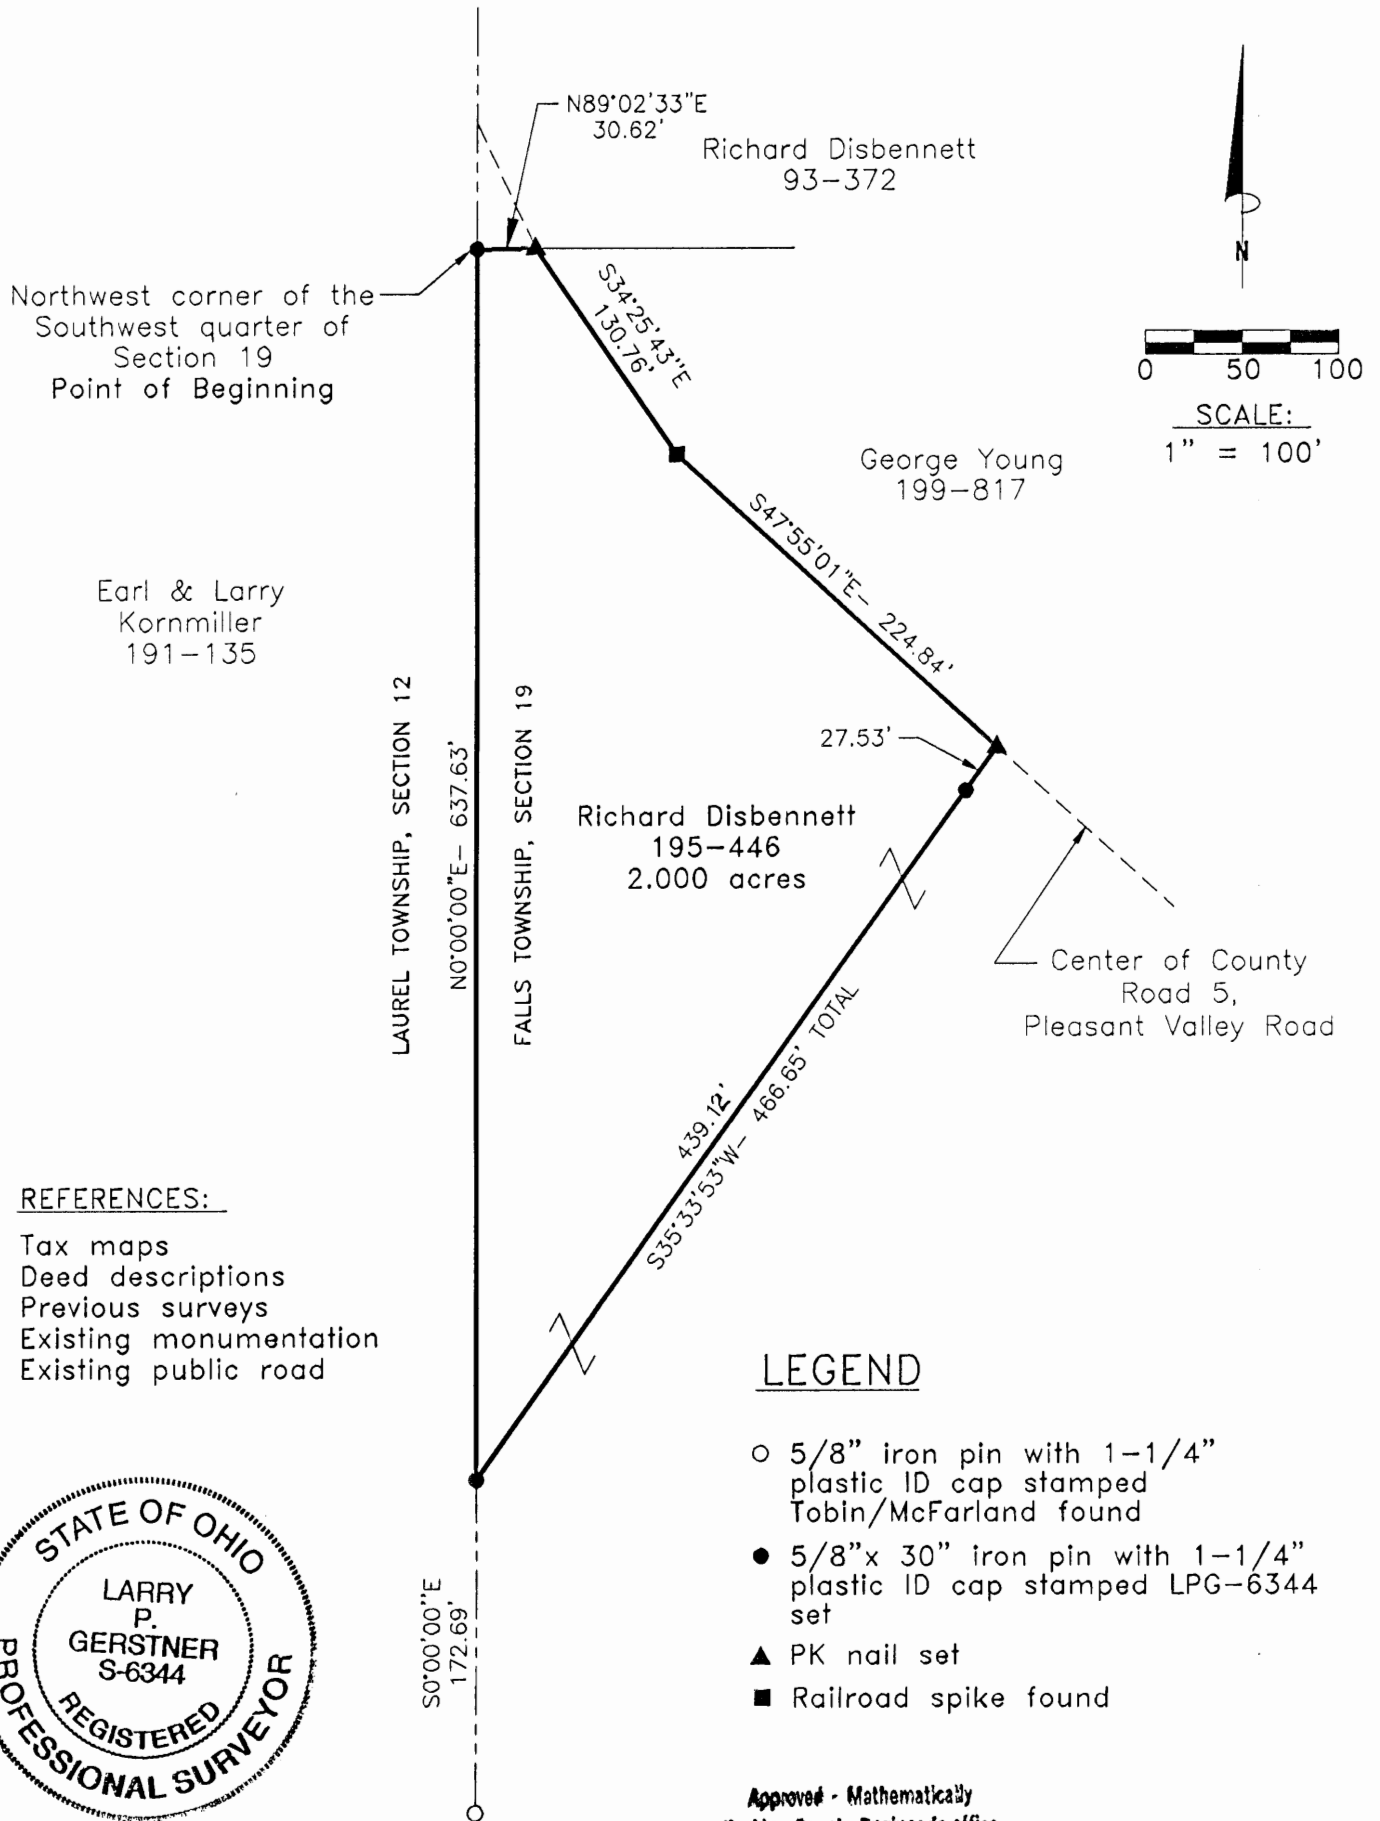 N89°02'33"E
30.62'
Richard Disbennett
93-372
N
Northwest corner of the
Southwest quarter of
Section 19
Point of Beginning
S34°25'43"E
130.76'
0 50 100
SCALE:
1" = 100'
George Young
199-817
S47°55'01"E- 224.84'
Earl & Larry
Kornmiller
191-135
LAUREL TOWNSHIP, SECTION 12
N0°00'00"E- 637.63'
FALLS TOWNSHIP, SECTION 19
27.53'
Richard Disbennett
195-446
2.000 acres
Center of County
Road 5,
Pleasant Valley Road
439.12'
S35°33'53"W- 466.65' TOTAL
REFERENCES:
Tax maps
Deed descriptions
Previous surveys
Existing monumentation
Existing public road
LEGEND
5/8" iron pin with 1-1/4"
plastic ID cap stamped
Tobin/McFarland found
5/8"x 30" iron pin with 1-1/4"
plastic ID cap stamped LPG-6344
set
PK nail set
Railroad spike found
STATE OF OHIO
LARRY
P.
GERSTNER
S-6344
REGISTERED
PROFESSIONAL SURVEYOR
S0°00'00"E
172.69'
Approved - Mathematically